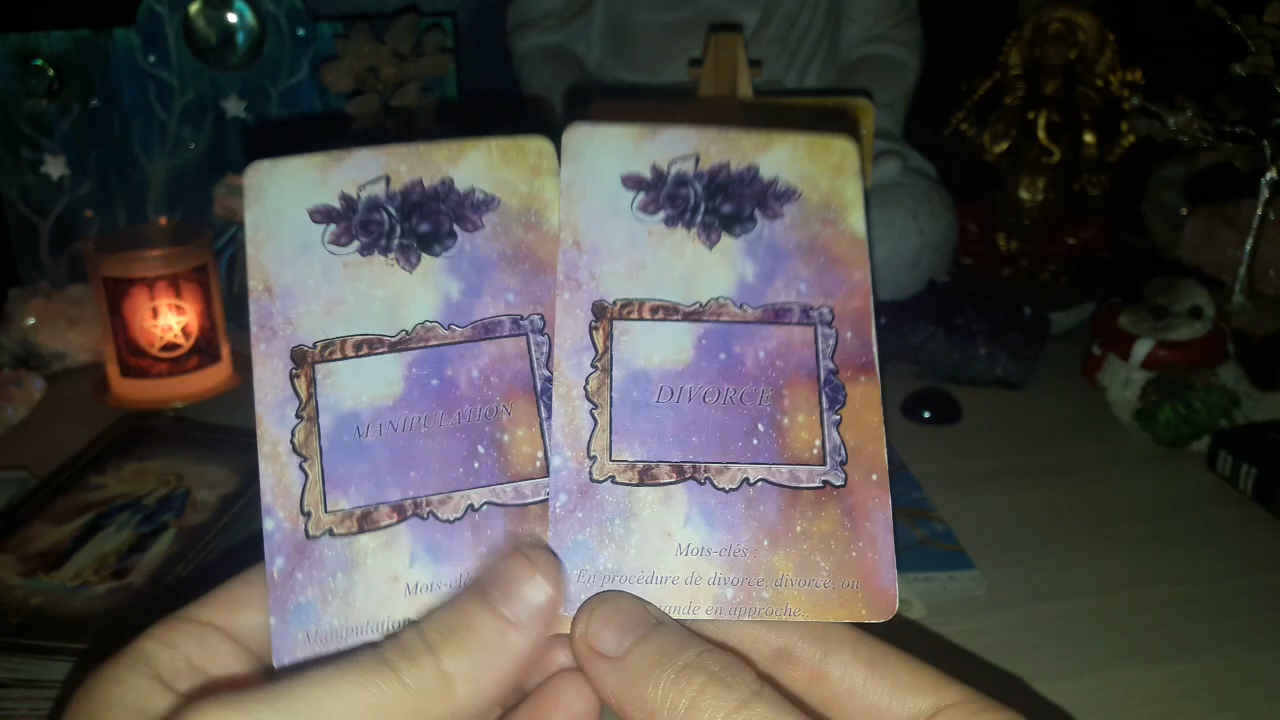 MANIPULATION
Mots-clé
Manipulation
DIVORCE
Mots-clés :
En procédure de divorce, divorcé, ou
ande en approche..